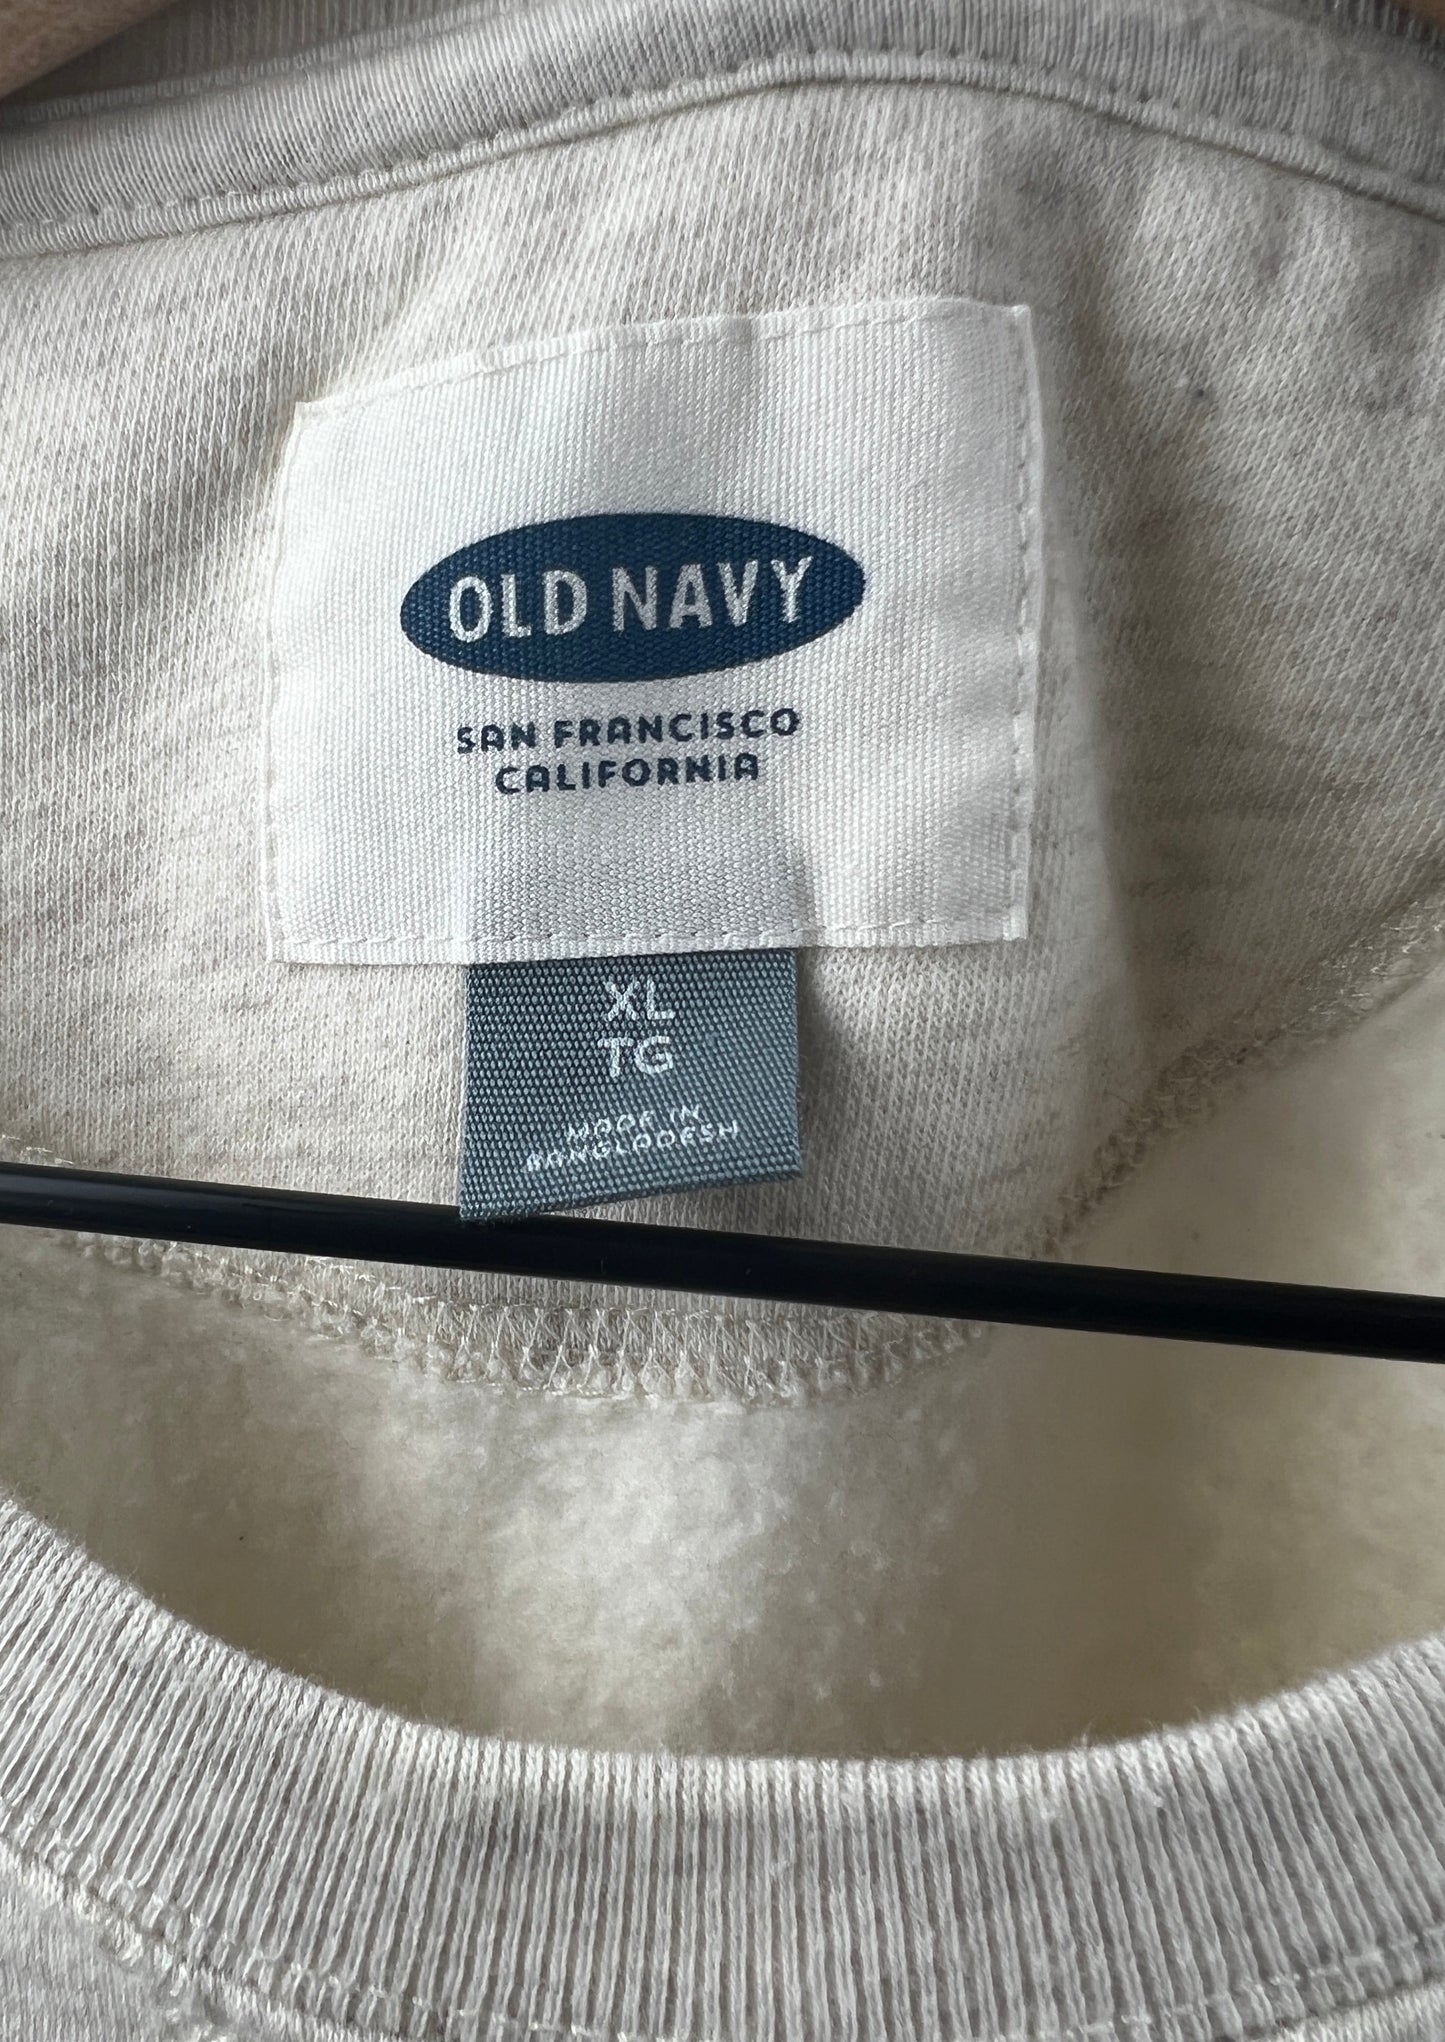 OLD NAVY
SAN FRANCISCO
CALIFORNIA
XL
TG
MADE IN
BANGLADESH